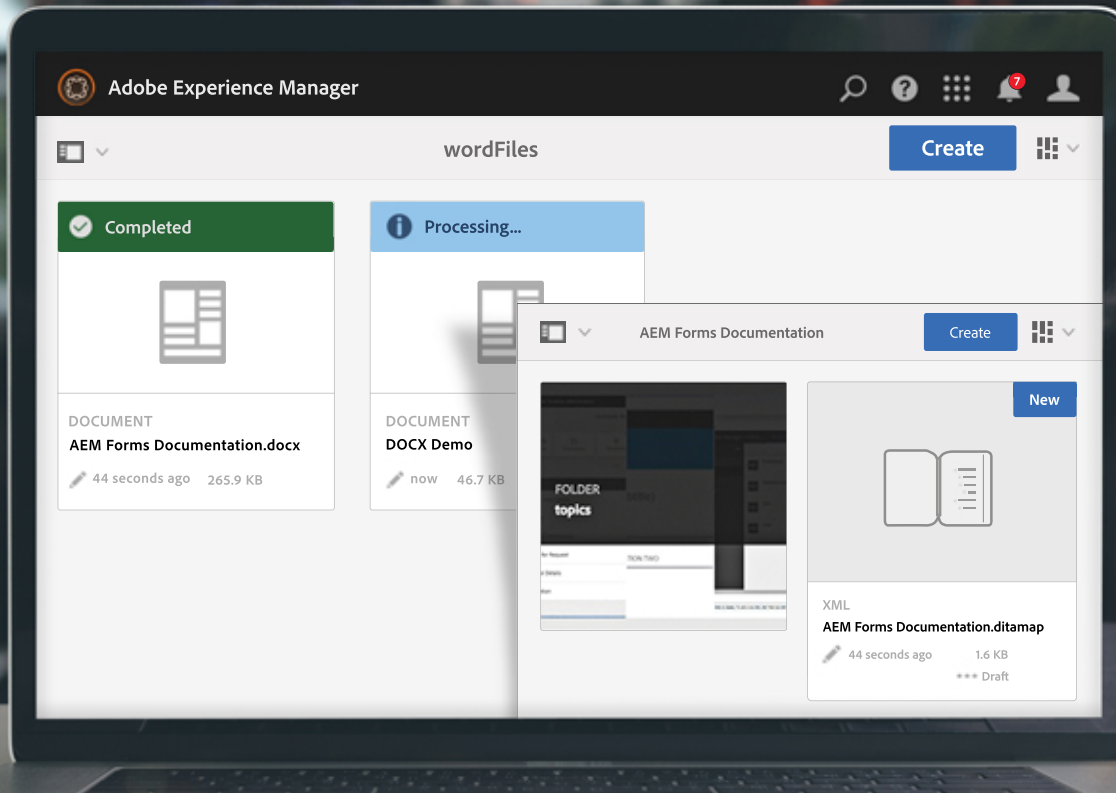 Adobe Experience Manager
7
wordFiles
Create
Completed
Processing...
DOCUMENT
AEM Forms Documentation.docx
44 seconds ago 265.9 KB
DOCUMENT
DOCX Demo
now 46.7 KB
AEM Forms Documentation
Create
FOLDER
topics
TION TWO
New
XML
AEM Forms Documentation.ditamap
44 seconds ago 1.6 KB
Draft